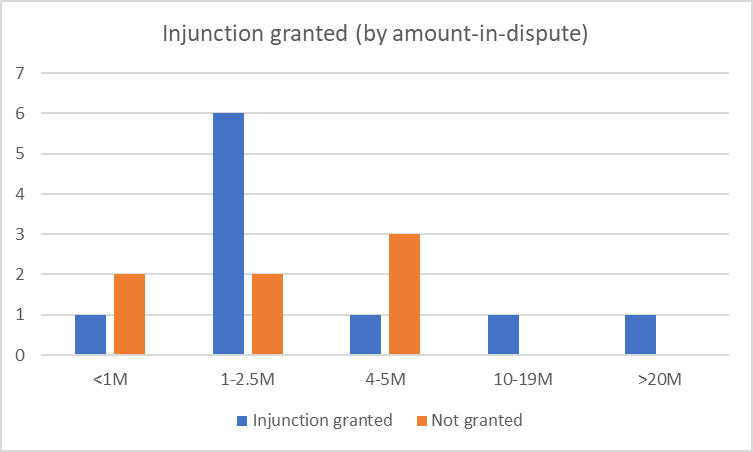 Injunction granted (by amount-in-dispute)
7
6
5
4
3
2
1
0
<1M 1-2.5M 4-5M 10-19M >20M
Injunction granted Not granted